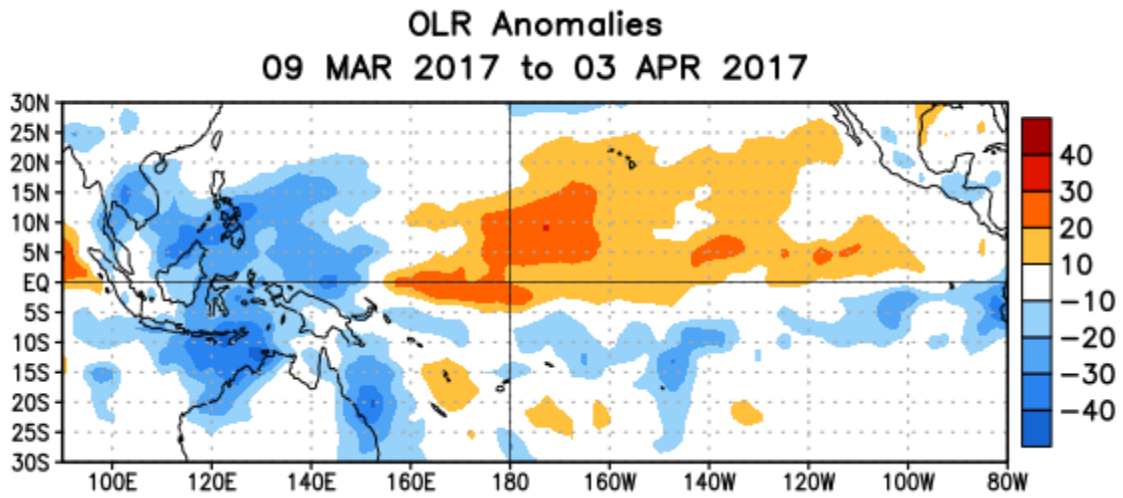 OLR Anomalies
09 MAR 2017 to 03 APR 2017
30N
25N
20N
15N
10N
5N
EQ
5S
10S
15S
20S
25S
30S
100E 120E 140E 160E 180 160W 140W 120W 100W 80W
40
30
20
10
-10
-20
-30
-40